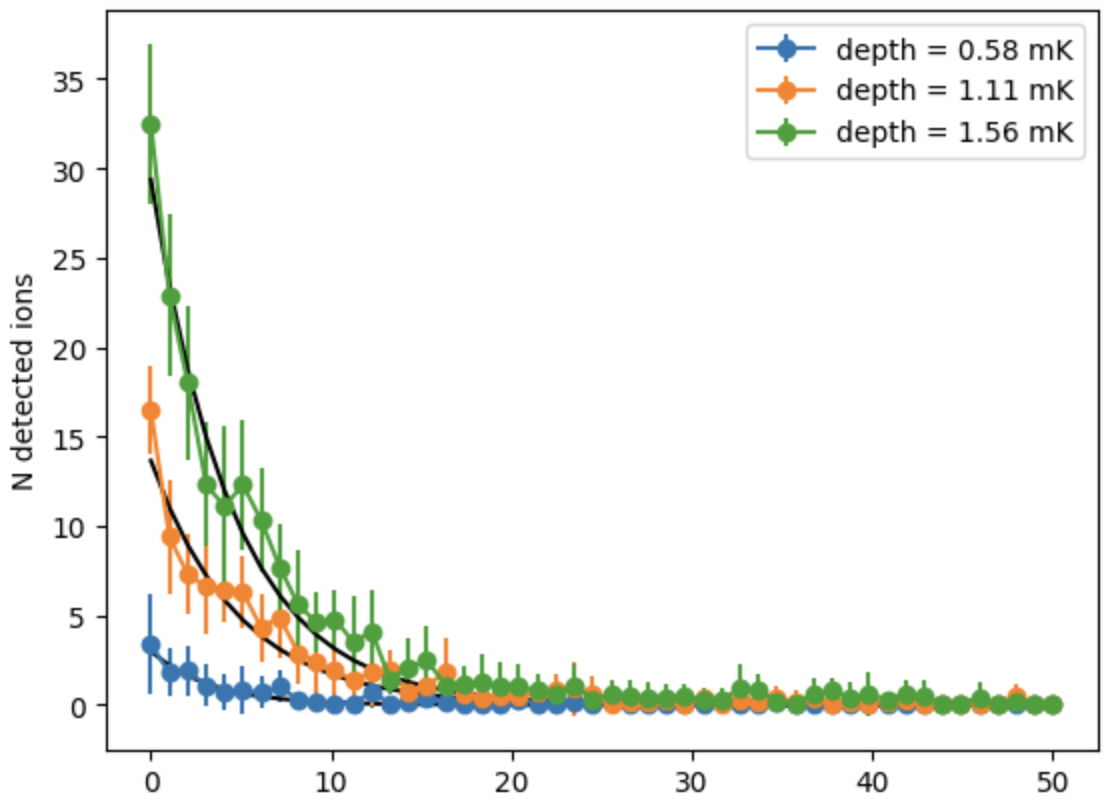 depth = 0.58 mK
depth = 1.11 mK
depth = 1.56 mK
N detected ions
35
30
25
20
15
10
5
0
0 10 20 30 40 50